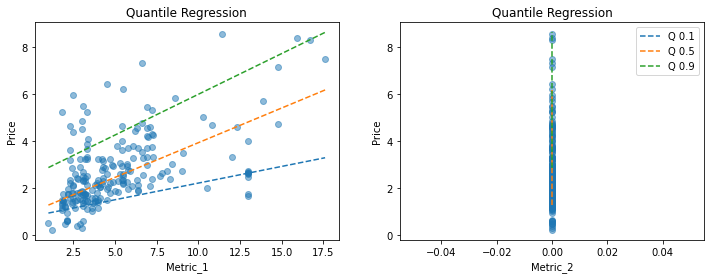 Quantile Regression
Price
8
6
4
2
0
2.5 5.0 7.5 10.0 12.5 15.0 17.5
Metric_1
Quantile Regression
Q 0.1
Q 0.5
Q 0.9
Price
8
6
4
2
0
−0.04 −0.02 0.00 0.02 0.04
Metric_2